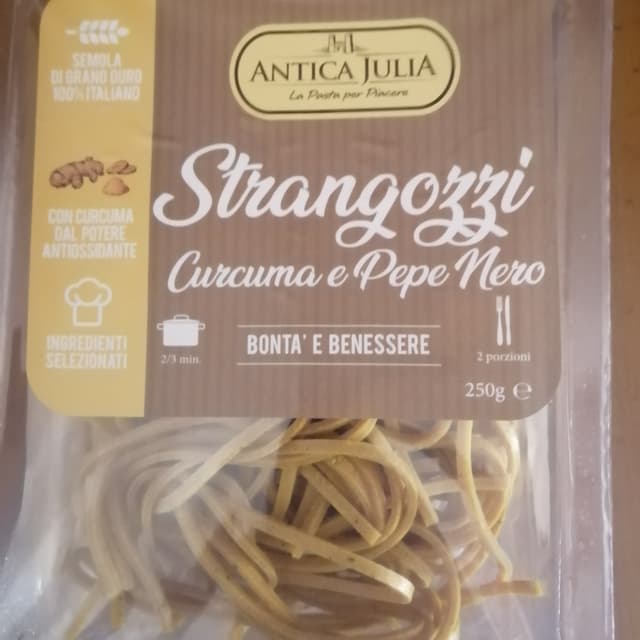 ANTICA JULIA
La Pasta per Piacere
SEMOLA
DI GRANO DURO
100% ITALIANO
Strangozzi
Curcuma e Pepe Nero
CON CURCUMA
DAL POTERE
ANTIOSSIDANTE
INGREDIENTI
SELEZIONATI
2/3 min.
BONTA' E BENESSERE
2 porzioni
250g ℮